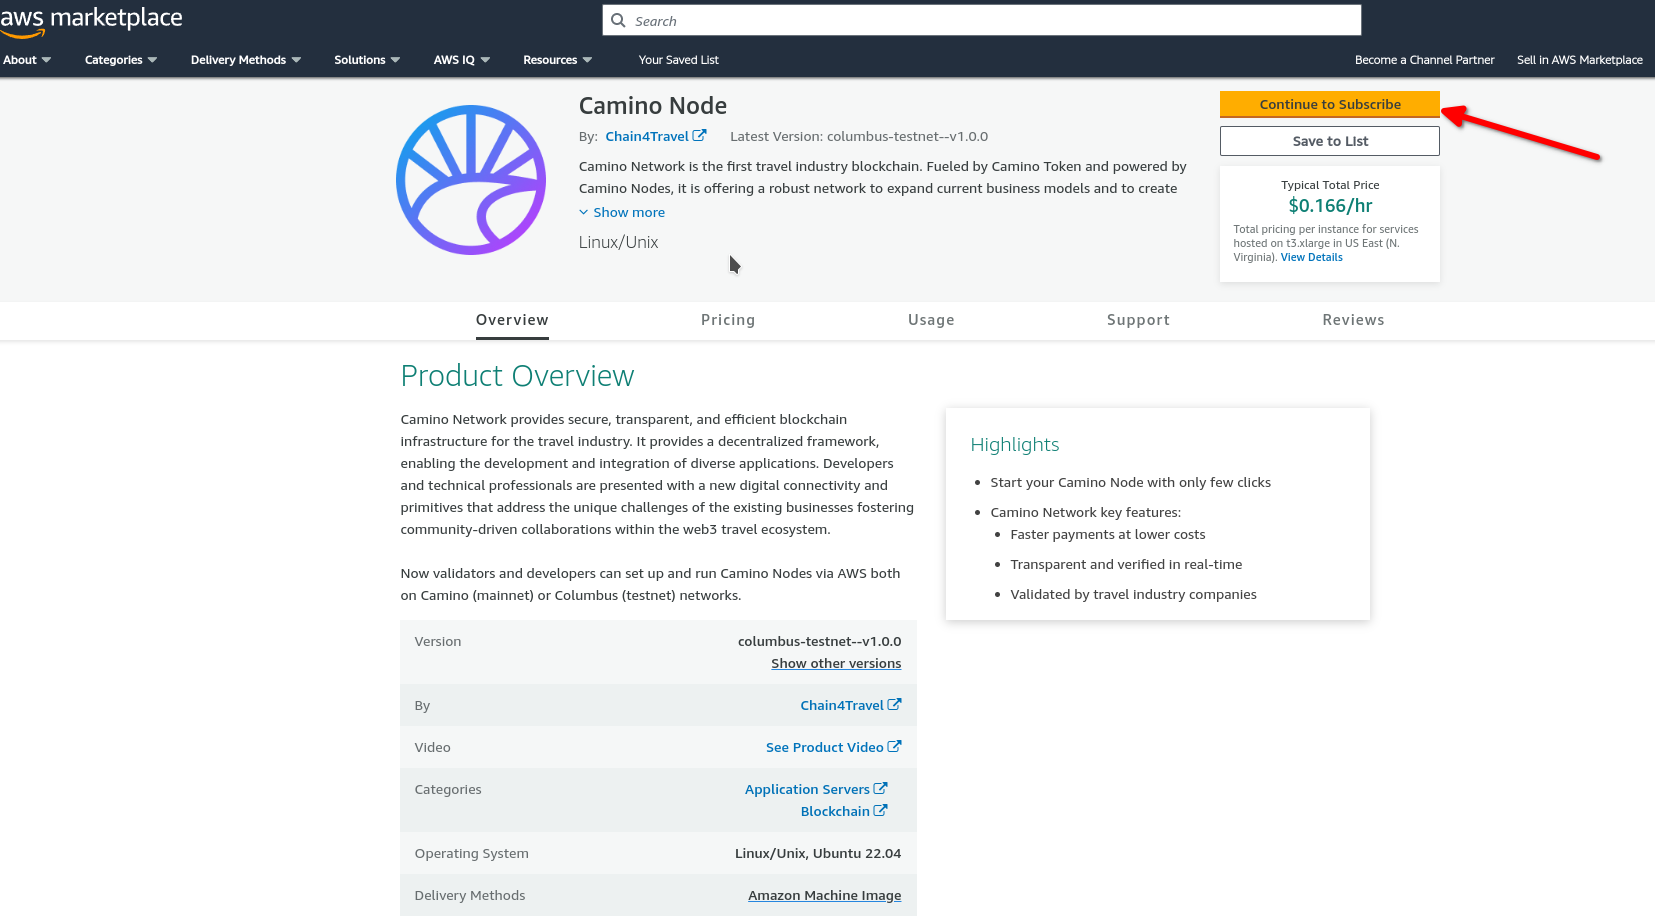 aws marketplace
Search
About
Categories
Delivery Methods
Solutions
AWS IQ
Resources
Your Saved List
Become a Channel Partner
Sell in AWS Marketplace
Camino Node
By: Chain4Travel
Latest Version: columbus-testnet--v1.0.0
Camino Network is the first travel industry blockchain. Fueled by Camino Token and powered by
Camino Nodes, it is offering a robust network to expand current business models and to create
Show more
Linux/Unix
Continue to Subscribe
Save to List
Typical Total Price
$0.166/hr
Total pricing per instance for services
hosted on t3.xlarge in US East (N.
Virginia). View Details
Overview
Pricing
Usage
Support
Reviews
Product Overview
Camino Network provides secure, transparent, and efficient blockchain
infrastructure for the travel industry. It provides a decentralized framework,
enabling the development and integration of diverse applications. Developers
and technical professionals are presented with a new digital connectivity and
primitives that address the unique challenges of the existing businesses fostering
community-driven collaborations within the web3 travel ecosystem.
Now validators and developers can set up and run Camino Nodes via AWS both
on Camino (mainnet) or Columbus (testnet) networks.
Version
columbus-testnet--v1.0.0
Show other versions
By
Chain4Travel
Video
See Product Video
Categories
Application Servers
Blockchain
Operating System
Linux/Unix, Ubuntu 22.04
Delivery Methods
Amazon Machine Image
Highlights
Start your Camino Node with only few clicks
Camino Network key features:
Faster payments at lower costs
Transparent and verified in real-time
Validated by travel industry companies